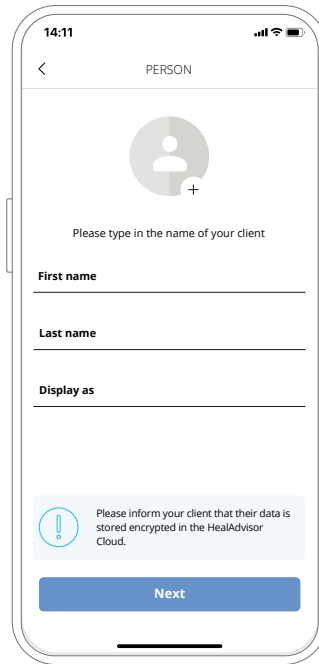 14:11
PERSON
Please type in the name of your client
First name
Last name
Display as
Please inform your client that their data is
stored encrypted in the HealAdvisor
Cloud.
Next